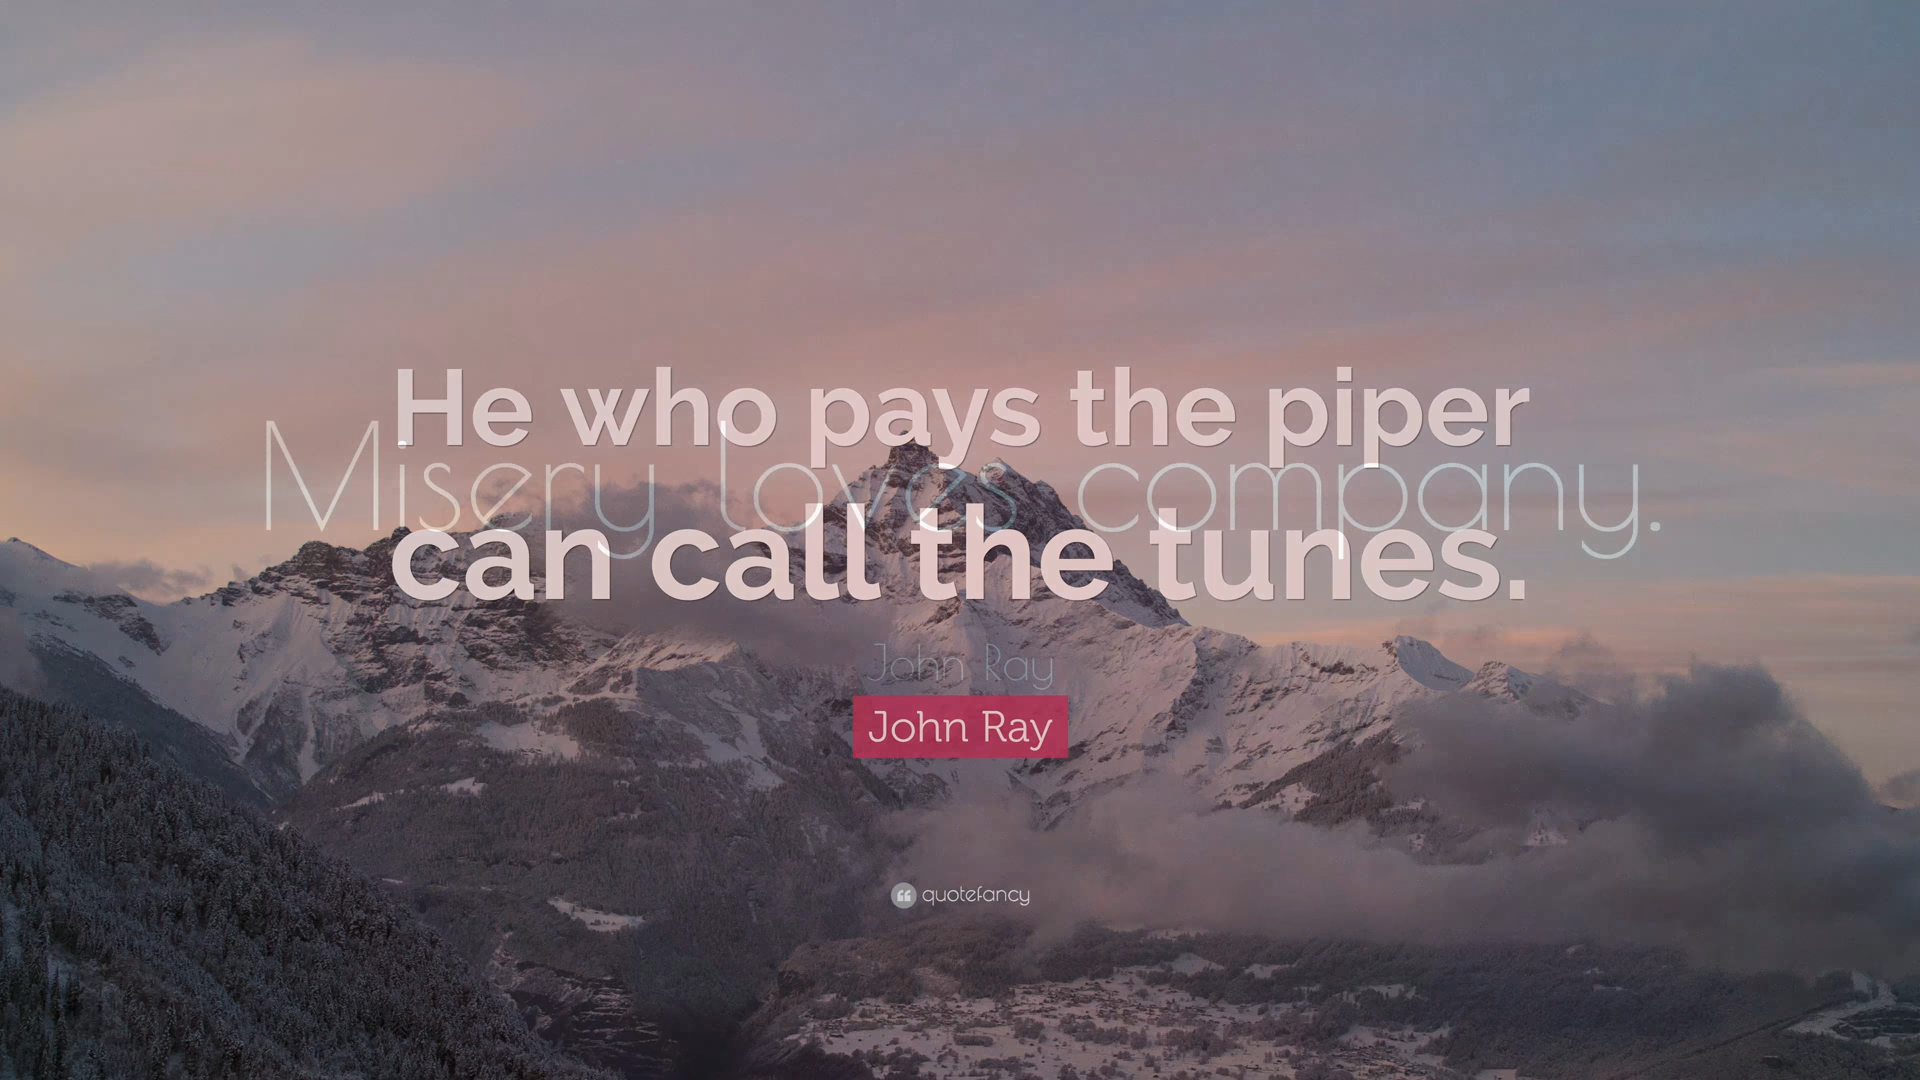 He who pays the piper
Misery loves company.
can call the tunes.
John Ray
John Ray
quotefancy